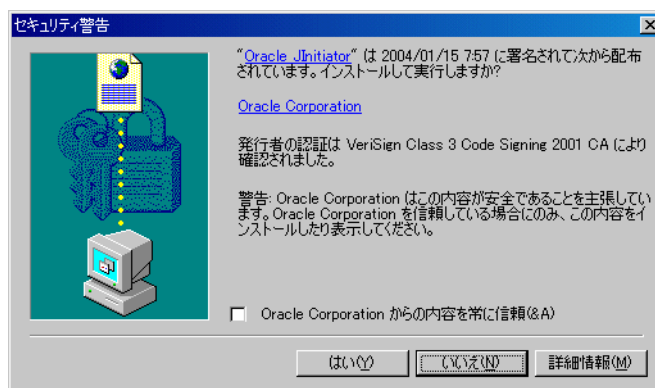 セキュリティ警告
"Oracle JInitiator" は 2004/01/15 7:57 に署名されて次から配布
されています。インストールして実行しますか?
Oracle Corporation
発行者の認証は VeriSign Class 3 Code Signing 2001 CA により
確認されました。
警告: Oracle Corporation はこの内容が安全であることを主張してい
ます。Oracle Corporation を信頼している場合にのみ、この内容をイ
ンストールしたり表示してください。
Oracle Corporation からの内容を常に信頼(&A)
はい(Y) いいえ(N) 詳細情報(M)